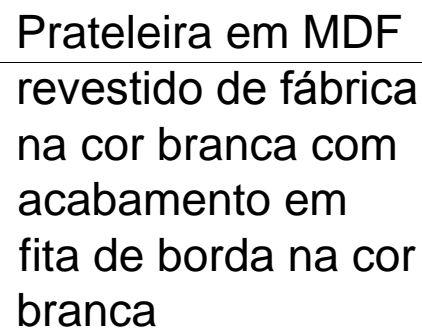 Prateleira em MDF
revestido de fábrica
na cor branca com
acabamento em
fita de borda na cor
branca